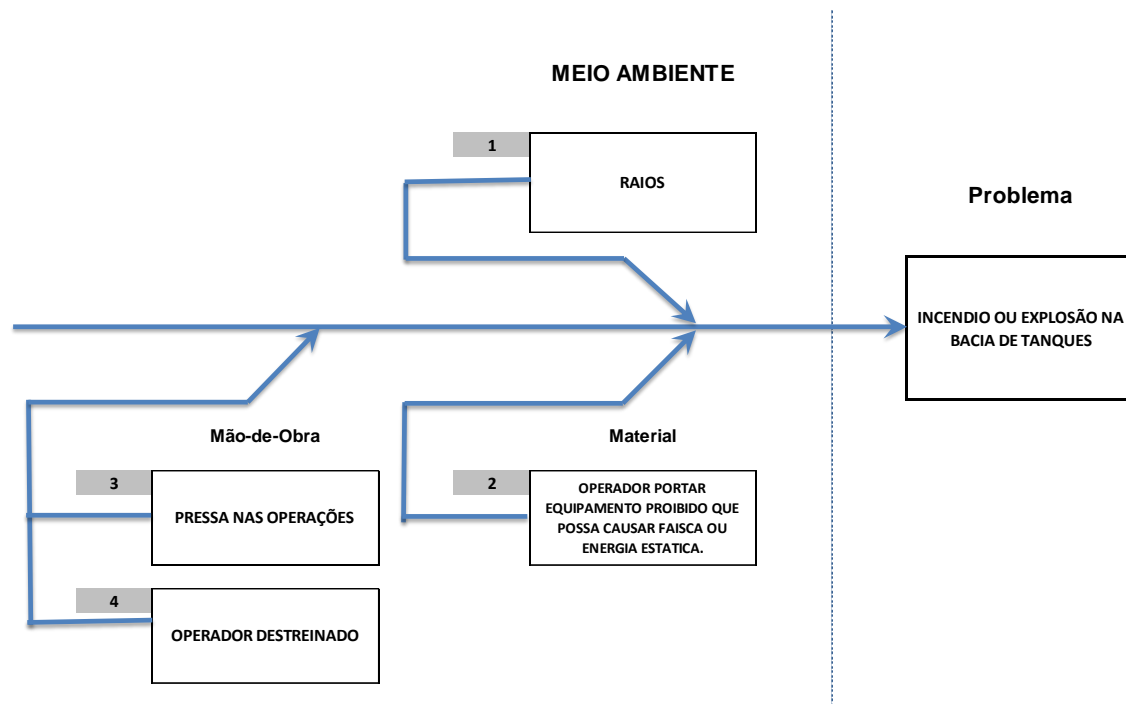 MEIO AMBIENTE
1
RAIOS
Problema
INCENDIO OU EXPLOSÃO NA
BACIA DE TANQUES
Mão-de-Obra
3
PRESSA NAS OPERAÇÕES
4
OPERADOR DESTREINADO
Material
2
OPERADOR PORTAR
EQUIPAMENTO PROIBIDO QUE
POSSA CAUSAR FAISCA OU
ENERGIA ESTATICA.